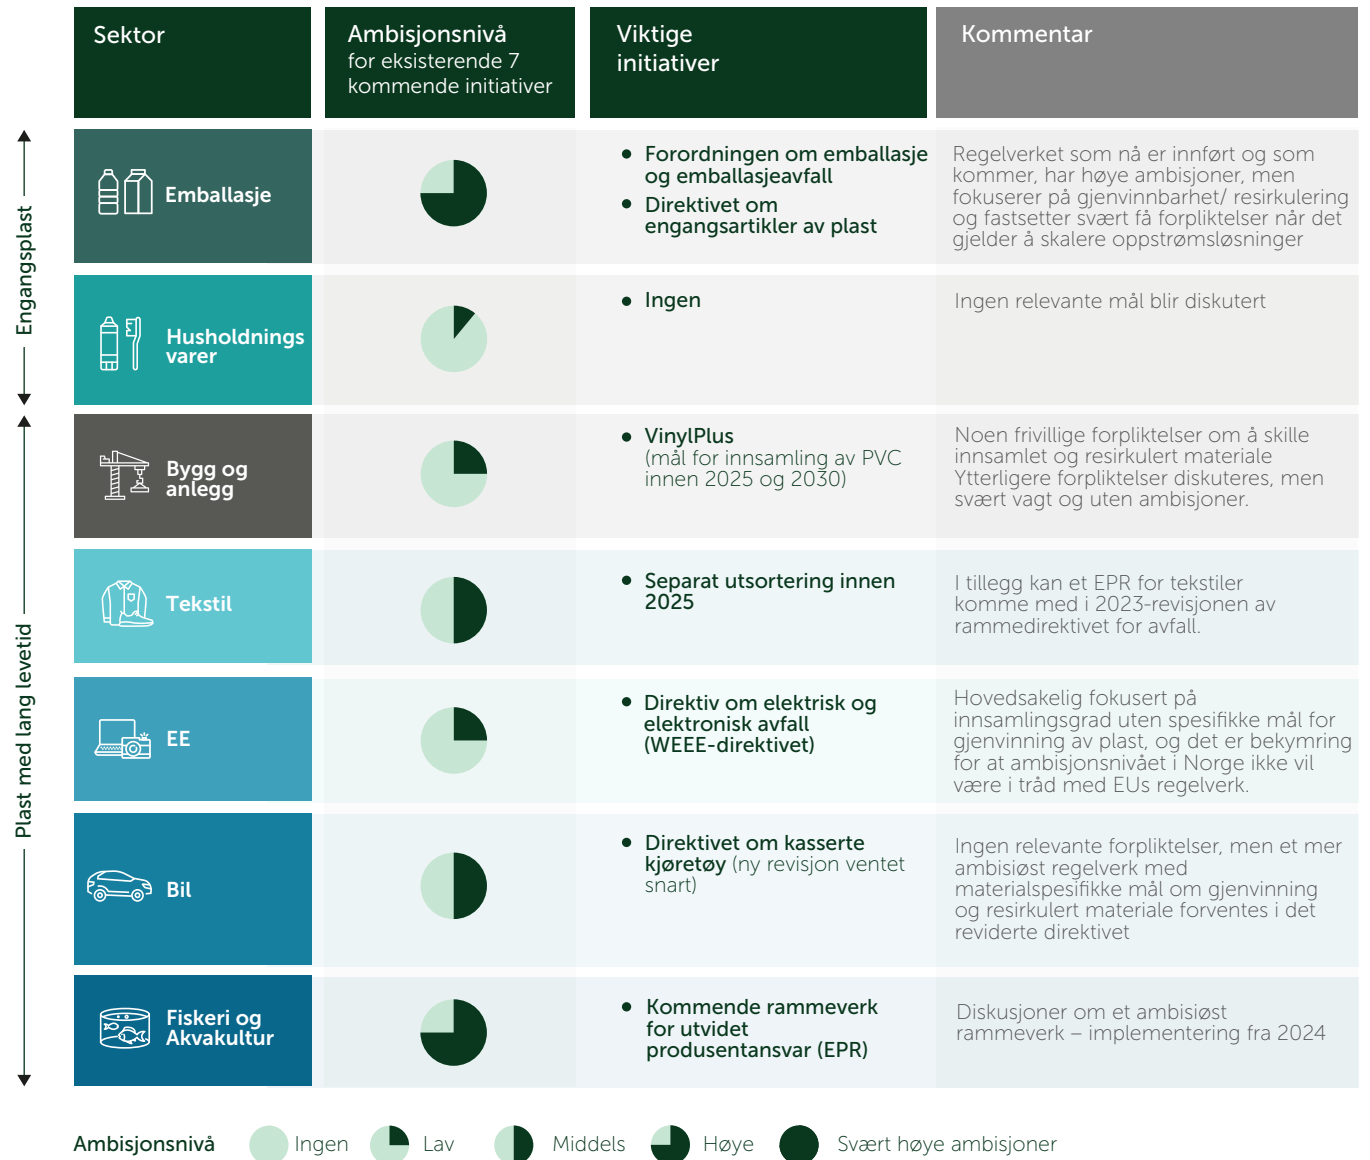 Sektor
Ambisjonsnivå
for eksisterende 7
kommende initiativer
Viktige
initiativer
Kommentar
Engangsplast
Emballasje
• Forordningen om emballasje
og emballasjeavfall
• Direktivet om
engangsartikler av plast
Regelverket som nå er innført og som
kommer, har høye ambisjoner, men
fokuserer på gjenvinnbarhet/ resirkulering
og fastsetter svært få forpliktelser når det
gjelder å skalere oppstrømsløsninger
Husholdnings
varer
• Ingen
Ingen relevante mål blir diskutert
Plast med lang levetid
Bygg og
anlegg
• VinylPlus
(mål for innsamling av PVC
innen 2025 og 2030)
Noen frivillige forpliktelser om å skille
innsamlet og resirkulert materiale
Ytterligere forpliktelser diskuteres, men
svært vagt og uten ambisjoner.
Tekstil
• Separat utsortering innen
2025
I tillegg kan et EPR for tekstiler
komme med i 2023-revisjonen av
rammedirektivet for avfall.
EE
• Direktiv om elektrisk og
elektronisk avfall
(WEEE-direktivet)
Hovedsakelig fokusert på
innsamlingsgrad uten spesifikke mål for
gjenvinning av plast, og det er bekymring
for at ambisjonsnivået i Norge ikke vil
være i tråd med EUs regelverk.
Bil
• Direktivet om kasserte
kjøretøy (ny revisjon ventet
snart)
Ingen relevante forpliktelser, men et mer
ambisiøst regelverk med
materialspesifikke mål om gjenvinning
og resirkulert materiale forventes i det
reviderte direktivet
Fiskeri og
Akvakultur
• Kommende rammeverk
for utvidet
produsentansvar (EPR)
Diskusjoner om et ambisiøst
rammeverk – implementering fra 2024
Ambisjonsnivå Ingen Lav Middels Høye Svært høye ambisjoner